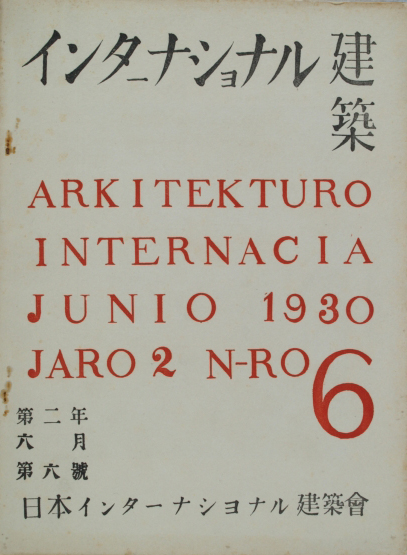 インターナショナル建築
ARKITEKTURO
INTERNACIA
JUNIO 1930
JARO 2 N-RO 6
第二年
六月
第六號
日本インターナショナル建築會